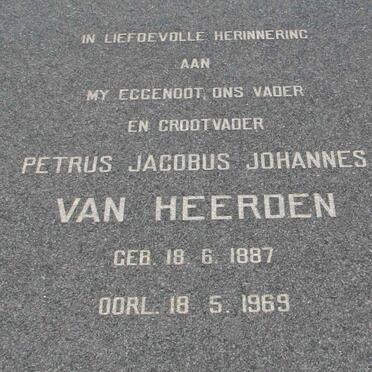 IN LIEFDEVOLLE HERINNERING
AAN
MY EGGENOOT, ONS VADER
EN GROOTVADER
PETRUS JACOBUS JOHANNES
VAN HEERDEN
GEB. 18. 6. 1887
OORL. 18. 5. 1969